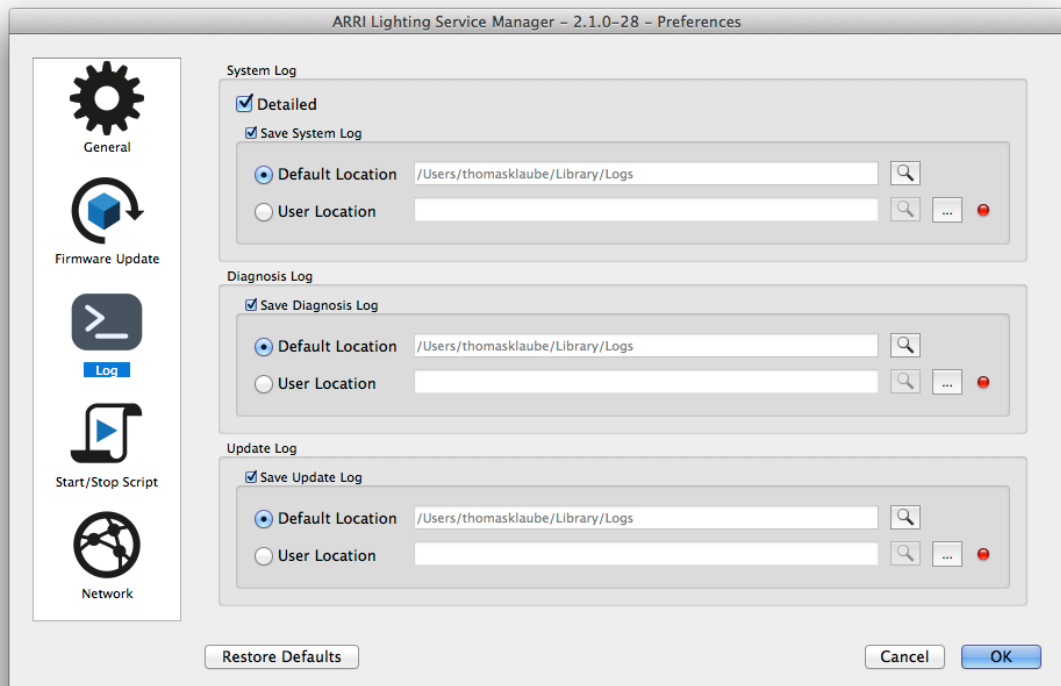 ARRI Lighting Service Manager – 2.1.0-28 – Preferences
General
Firmware Update
Log
Start/Stop Script
Network
System Log
Detailed
Save System Log
Default Location /Users/thomasklaube/Library/Logs
User Location ...
Diagnosis Log
Save Diagnosis Log
Default Location /Users/thomasklaube/Library/Logs
User Location ...
Update Log
Save Update Log
Default Location /Users/thomasklaube/Library/Logs
User Location ...
Restore Defaults Cancel OK